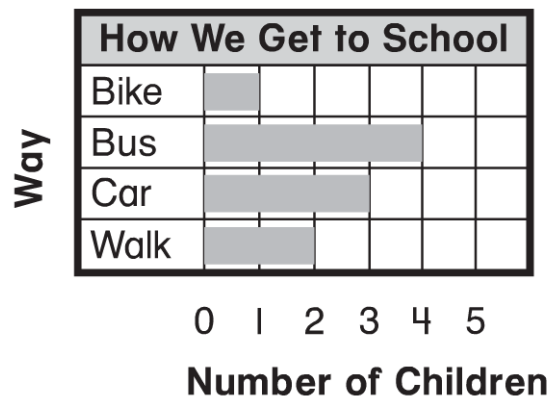 How We Get to School
Way
Bike
Bus
Car
Walk
0 1 2 3 4 5
Number of Children